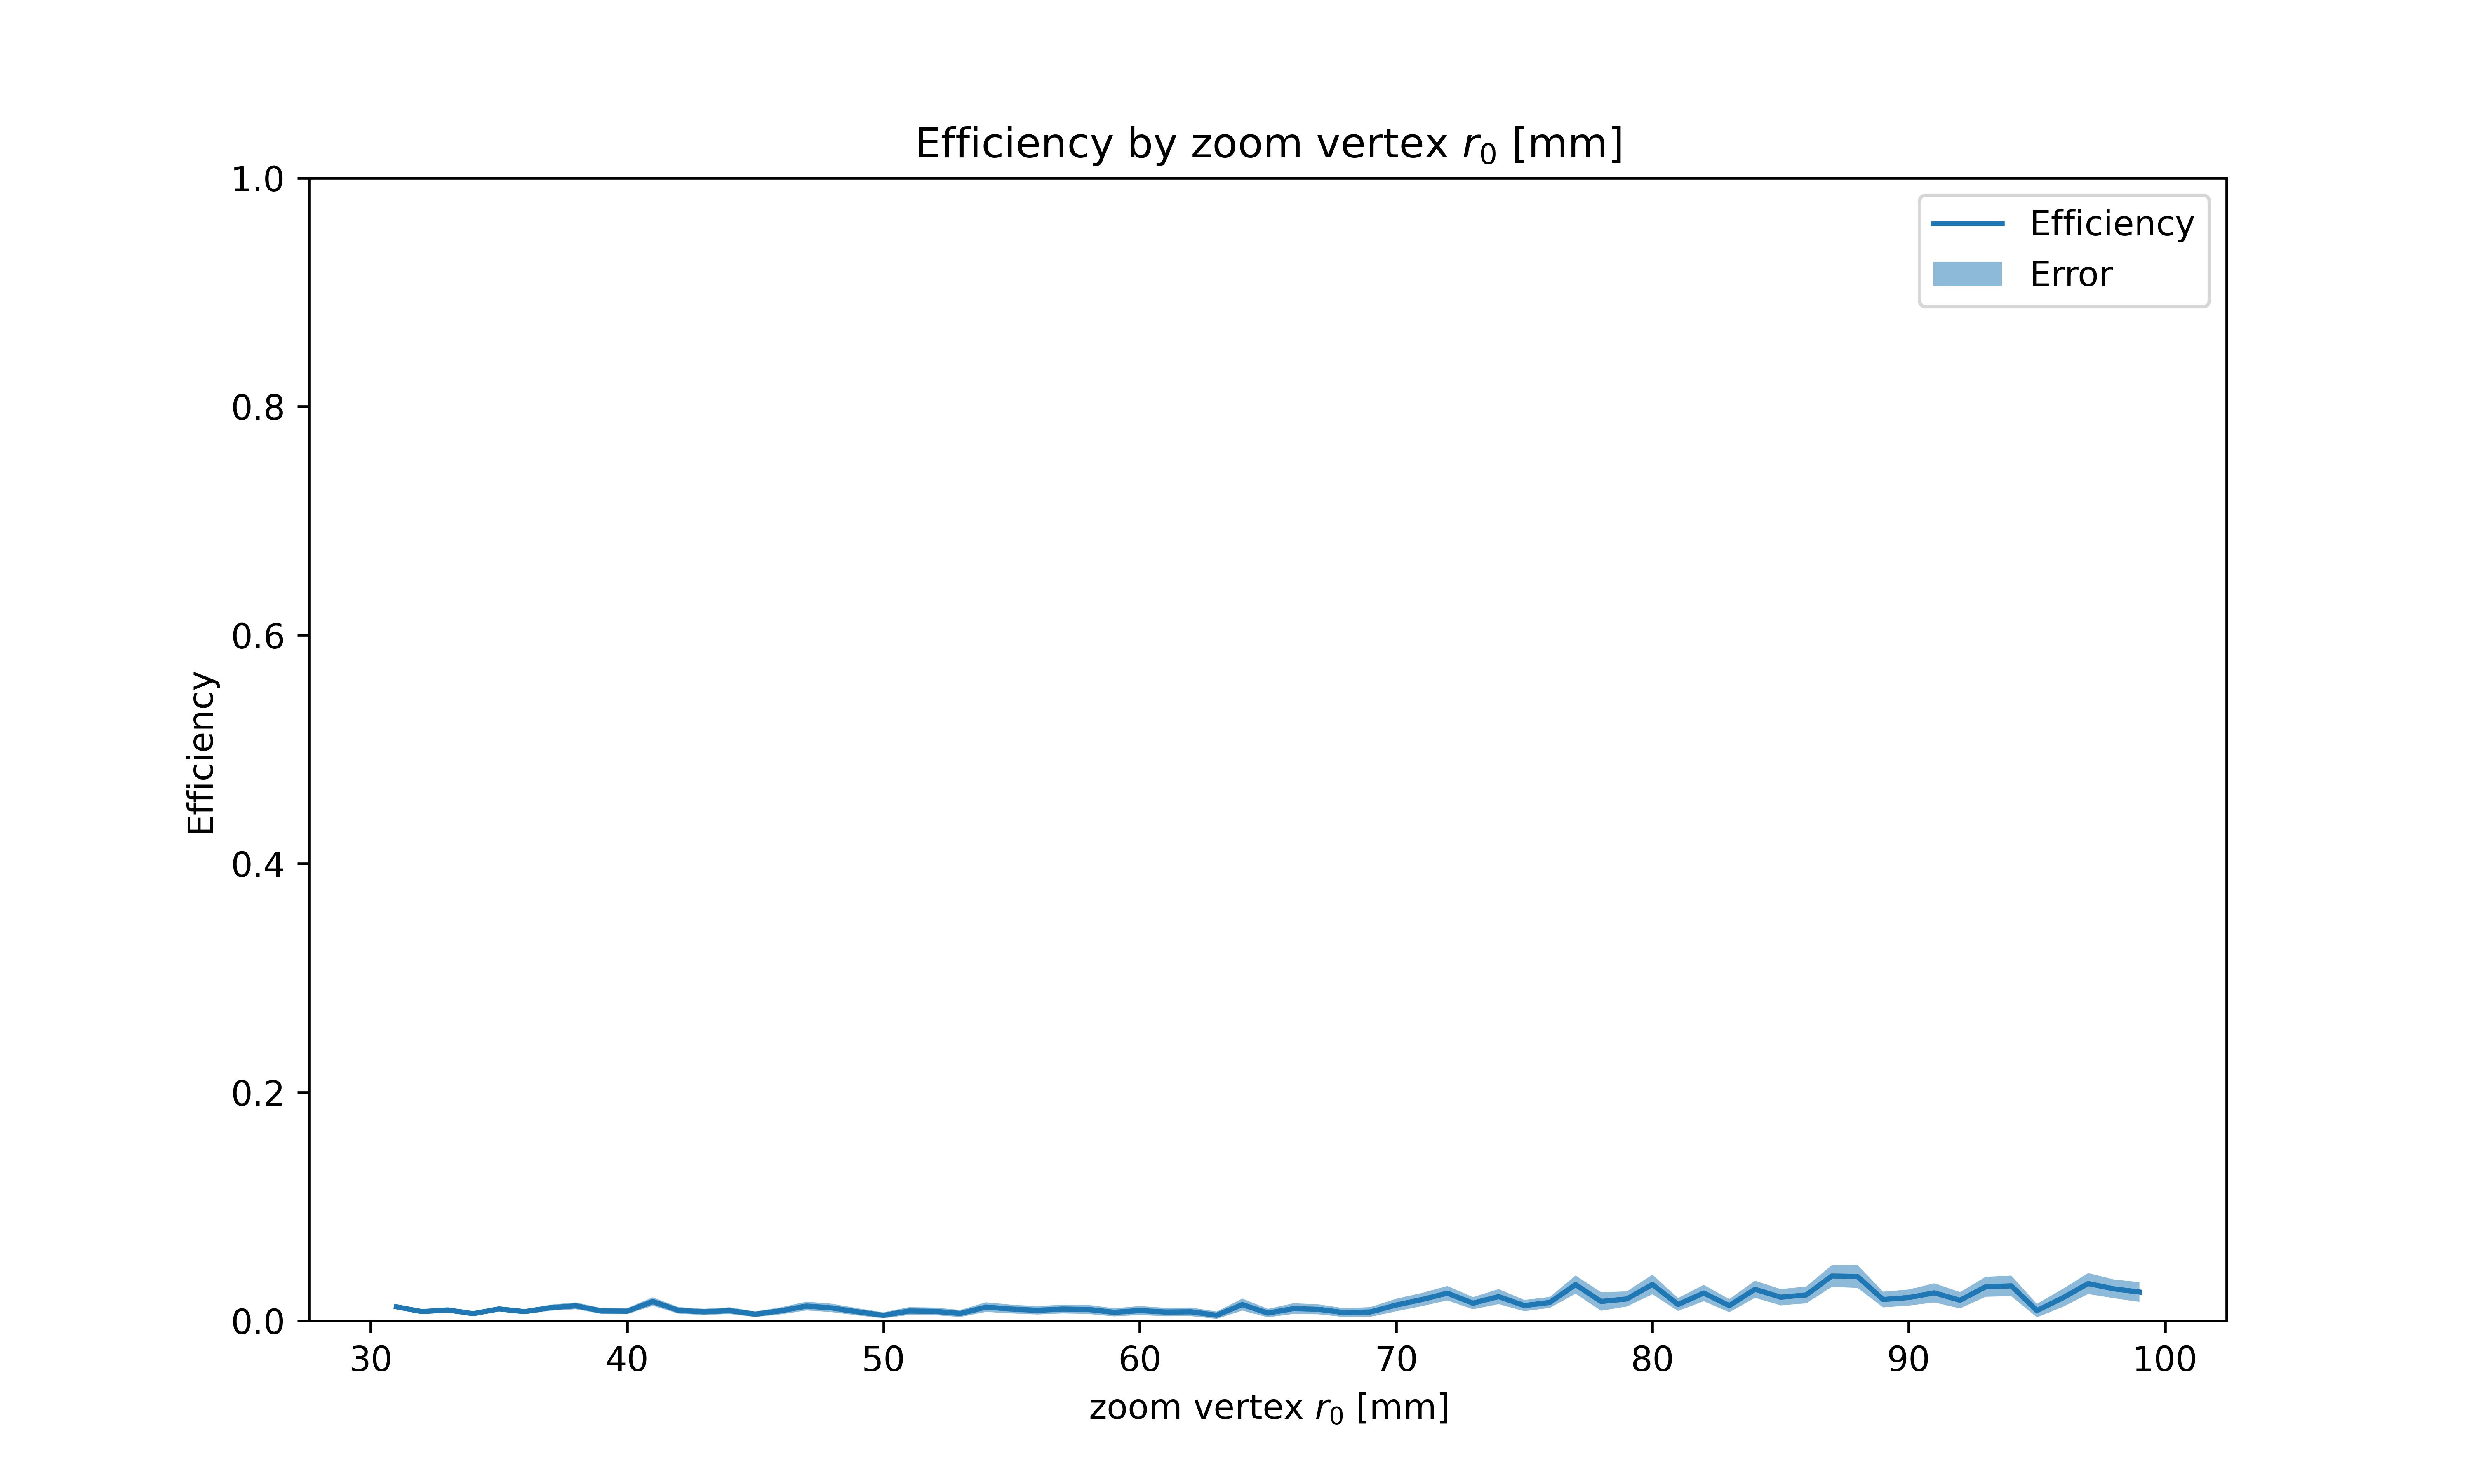 Efficiency by zoom vertex r₀ [mm]
Efficiency
Error
1.0
0.8
0.6
0.4
0.2
0.0
Efficiency
30 40 50 60 70 80 90 100
zoom vertex r₀ [mm]